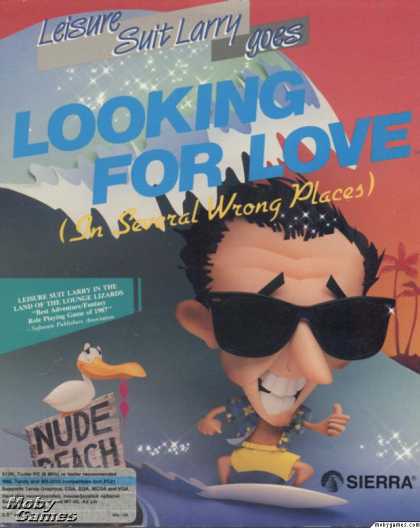 Leisure
Suit Larry
goes
LOOKING
FOR LOVE
(In Several Wrong Places)
LEISURE SUIT LARRY IN THE
LAND OF THE LOUNGE LIZARDS
"Best Adventure/Fantasy
Role Playing Game of 1987"
Software Publishers Association
NUDE
BEACH
SIERRA®
Moby
Games
mobygames.com